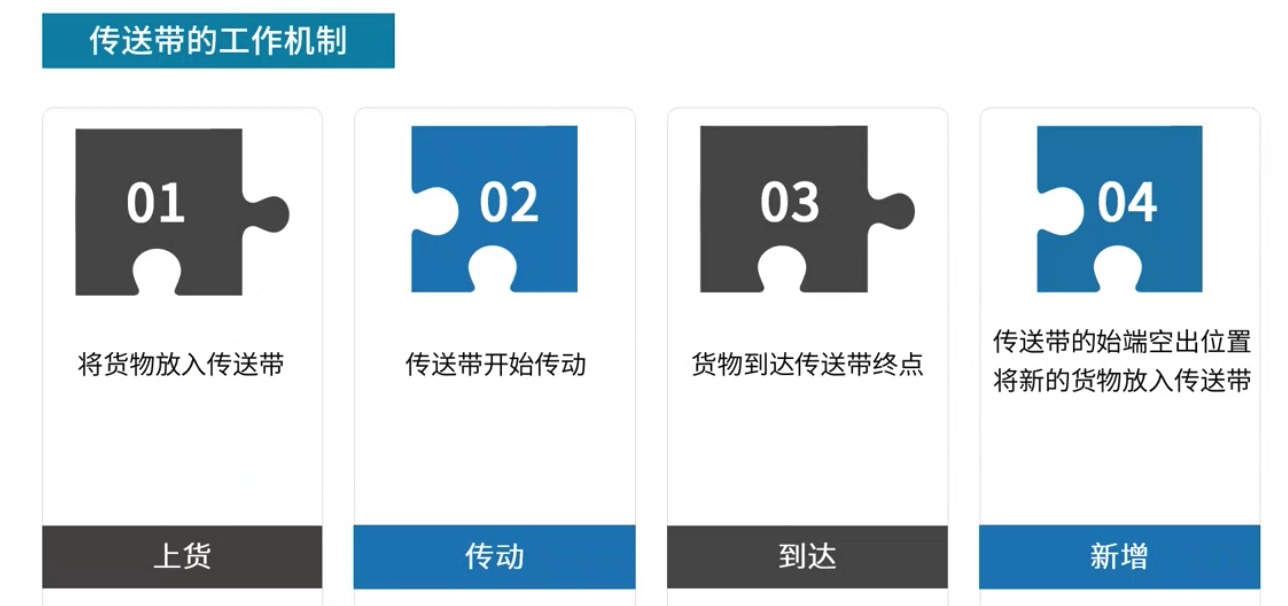 传送带的工作机制
01
02
03
04
将货物放入传送带
传送带开始传动
货物到达传送带终点
传送带的始端空出位置
将新的货物放入传送带
上货
传动
到达
新增